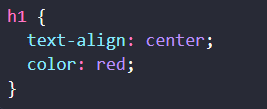 h1 {
  text-align: center;
  color: red;
}